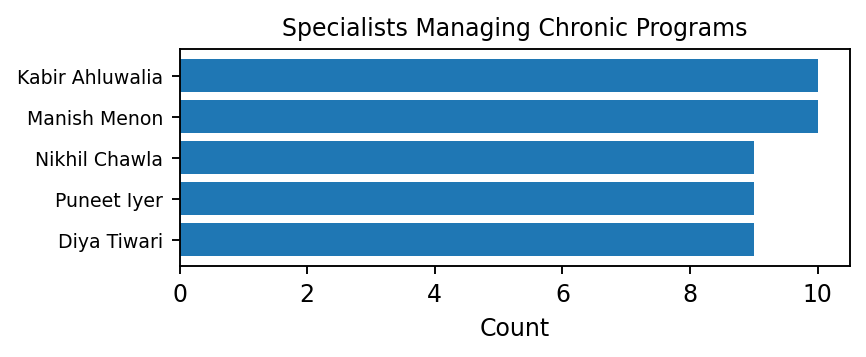 Specialists Managing Chronic Programs
Kabir Ahluwalia
Manish Menon
Nikhil Chawla
Puneet Iyer
Diya Tiwari
0 2 4 6 8 10
Count